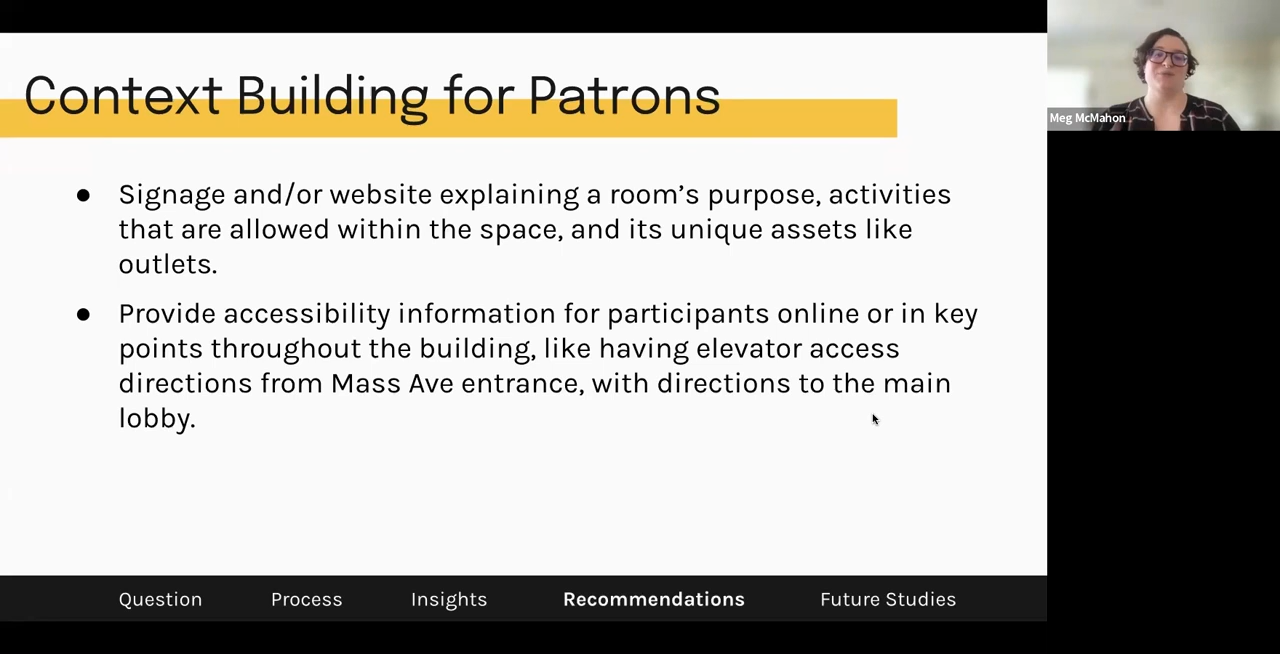 Context Building for Patrons
Meg McMahon
● Signage and/or website explaining a room’s purpose, activities
that are allowed within the space, and its unique assets like
outlets.
● Provide accessibility information for participants online or in key
points throughout the building, like having elevator access
directions from Mass Ave entrance, with directions to the main
lobby.
Question Process Insights Recommendations Future Studies